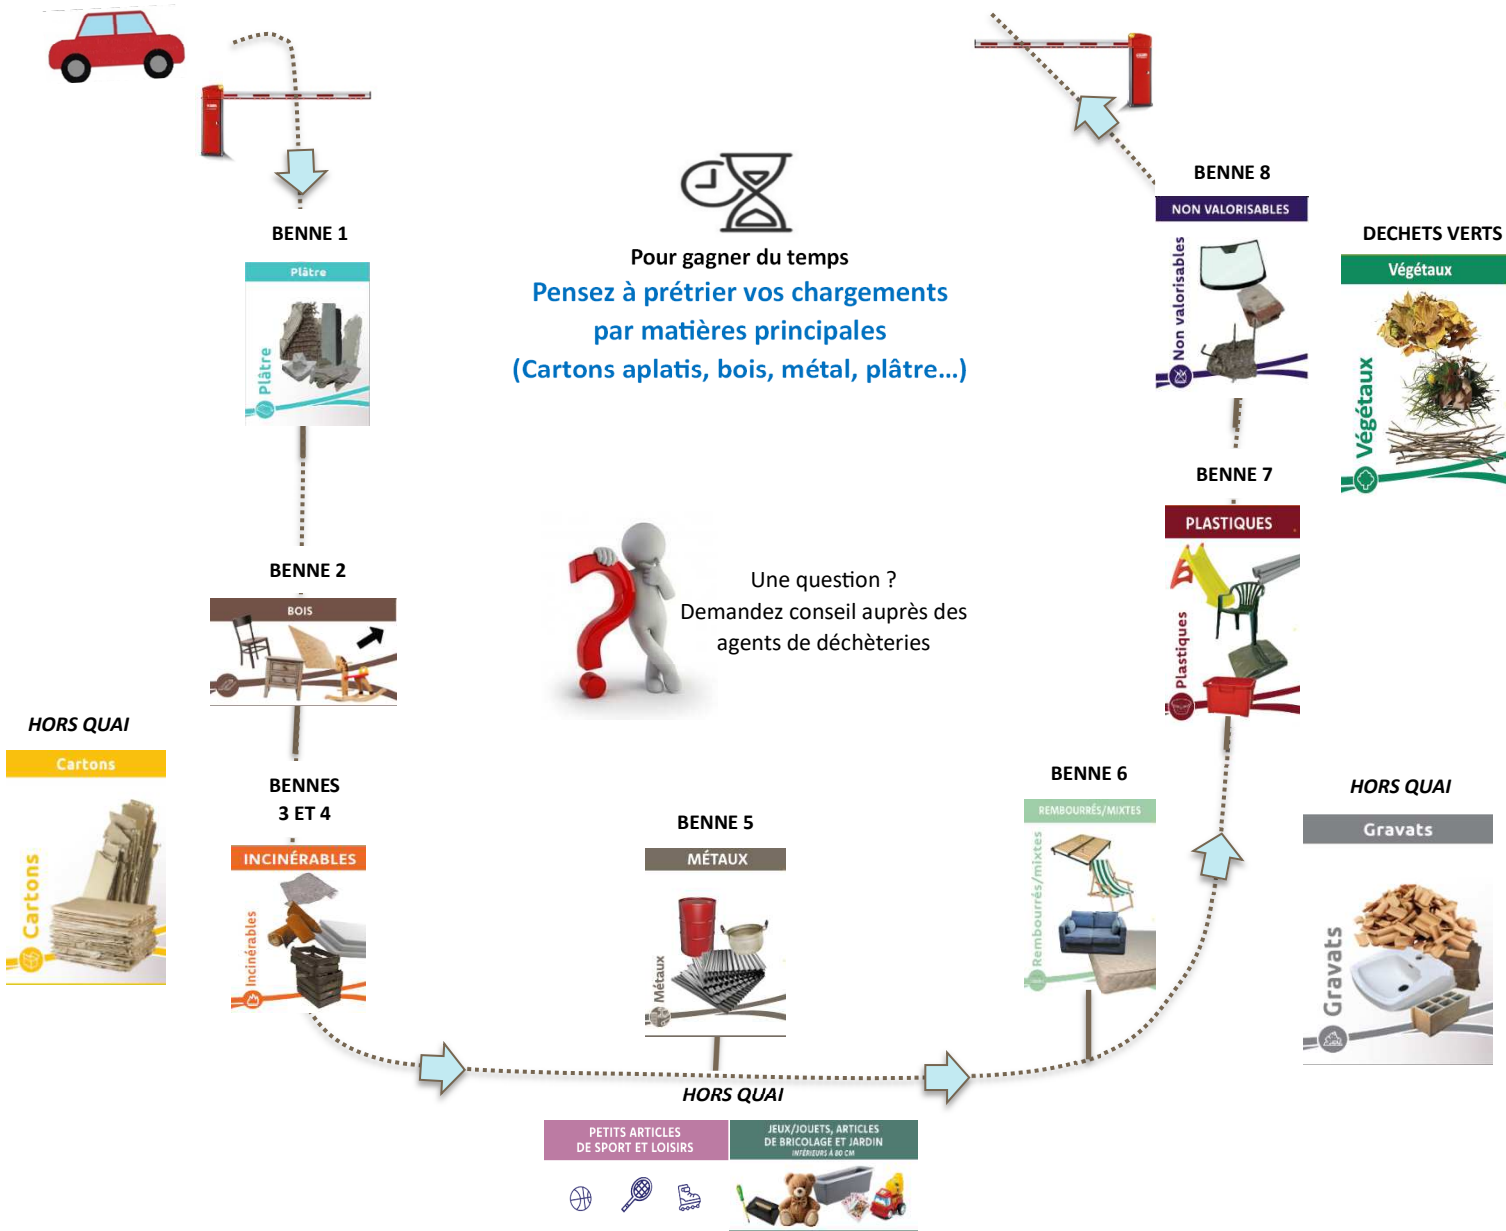 BENNE 1
Plâtre
Plâtre
Pour gagner du temps
Pensez à prétrier vos chargements
par matières principales
(Cartons aplatis, bois, métal, plâtre...)
BENNE 8
NON VALORISABLES
Non valorisables
DECHETS VERTS
Végétaux
Végétaux
BENNE 7
PLASTIQUES
Plastiques
BENNE 2
BOIS
Une question ?
Demandez conseil auprès des
agents de déchèteries
HORS QUAI
Cartons
Cartons
BENNES
3 ET 4
INCINÉRABLES
Incinérables
BENNE 5
MÉTAUX
Métaux
BENNE 6
REMBOURRÉS/MIXTES
Rembourrés/mixtes
HORS QUAI
Gravats
Gravats
HORS QUAI
PETITS ARTICLES
DE SPORT ET LOISIRS
JEUX/JOUETS, ARTICLES
DE BRICOLAGE ET JARDIN
INFÉRIEURS À 80 CM